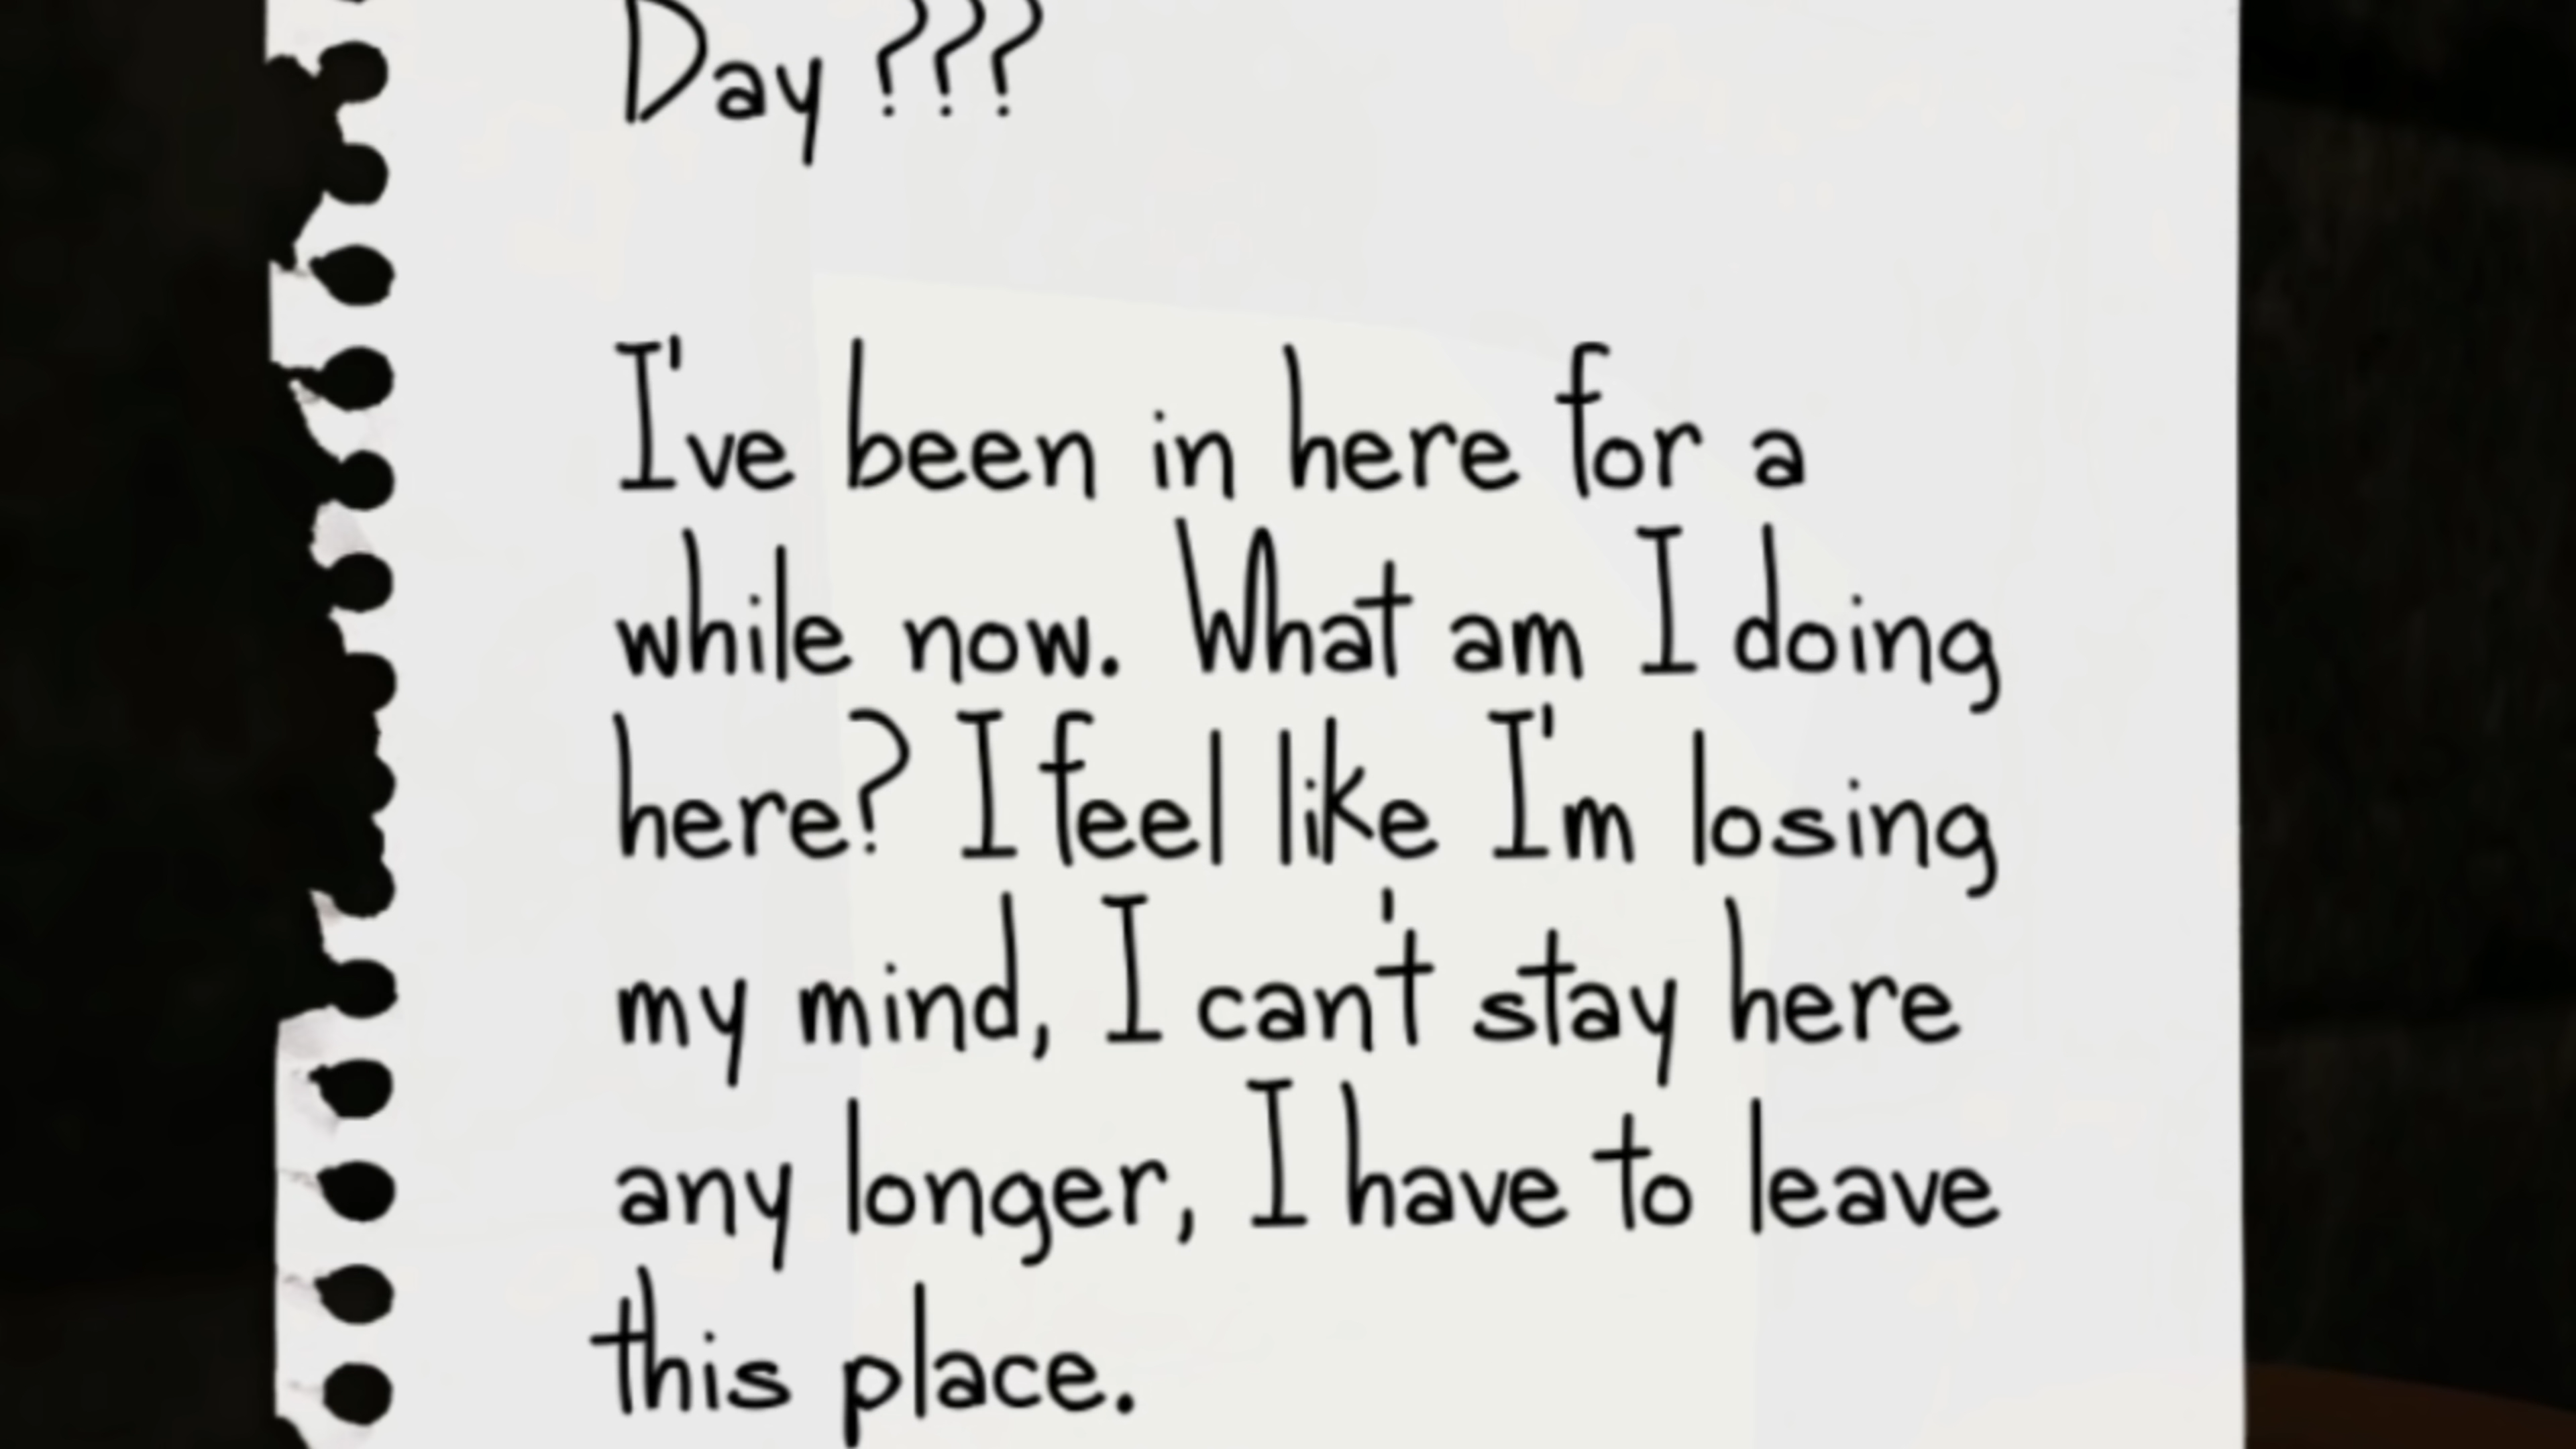 Day ???
I've been in here for a
while now. What am I doing
here? I feel like I'm losing
my mind, I can't stay here
any longer, I have to leave
this place.